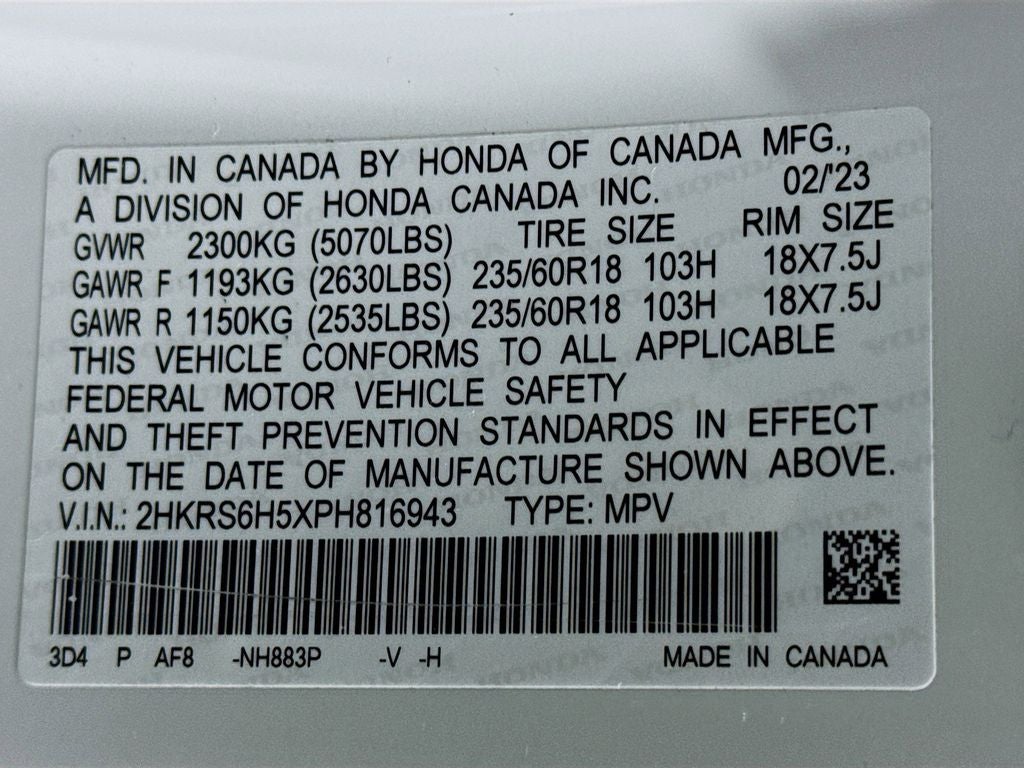 MFD. IN CANADA BY HONDA OF CANADA MFG.,
A DIVISION OF HONDA CANADA INC. 02/'23
GVWR 2300KG (5070LBS) TIRE SIZE RIM SIZE
GAWR F 1193KG (2630LBS) 235/60R18 103H 18X7.5J
GAWR R 1150KG (2535LBS) 235/60R18 103H 18X7.5J
THIS VEHICLE CONFORMS TO ALL APPLICABLE
FEDERAL MOTOR VEHICLE SAFETY
AND THEFT PREVENTION STANDARDS IN EFFECT
ON THE DATE OF MANUFACTURE SHOWN ABOVE.
V.I.N.: 2HKRS6H5XPH816943 TYPE: MPV
3D4 P AF8 -NH883P -V -H MADE IN CANADA